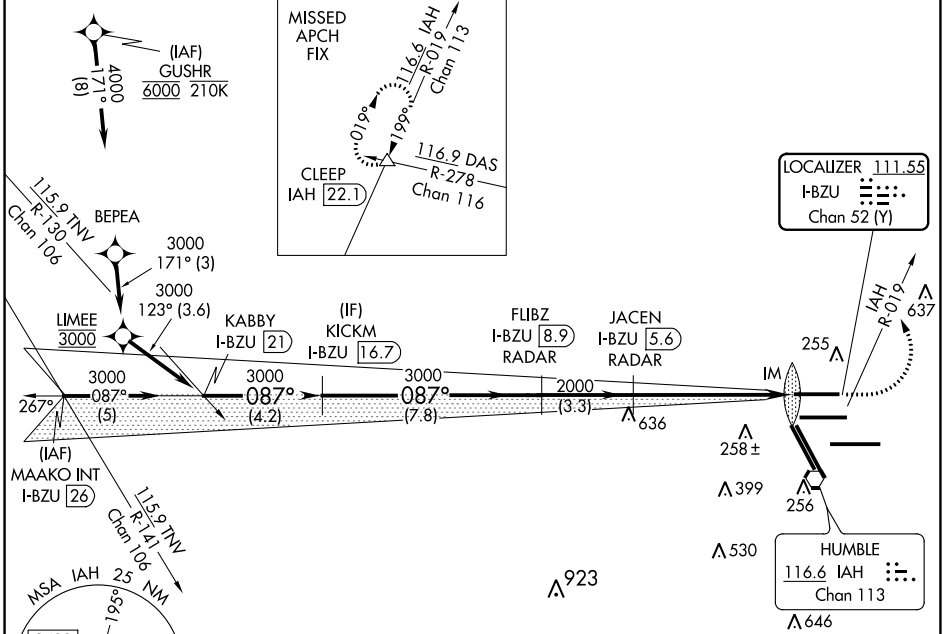 MISSED
APCH
FIX
116.6 IAH
R-019
Chan 113
019°
199°
CLEEP
IAH 22.1
116.9 DAS
R-278
Chan 116
(IAF)
GUSHR
6000 210K
4000
171°
(8)
LOCALIZER 111.55
I-BZU
Chan 52 (Y)
115.9 TNV
R-130
Chan 106
BEPEA
3000
171° (3)
3000
123° (3.6)
LIMEE
3000
KABBY
I-BZU 21
(IF)
KICKM
I-BZU 16.7
FLIBZ
I-BZU 8.9
RADAR
JACEN
I-BZU 5.6
RADAR
IAH
R-019
637
255
IM
267°
3000
087°
(5)
3000
087°
(4.2)
3000
087°
(7.8)
2000
(3.3)
636
258 ±
(IAF)
MAAKO INT
I-BZU 26
115.9 TNV
R-141
Chan 106
399
256
530
923
HUMBLE
116.6 IAH
Chan 113
646
MSA IAH 25 NM
195°